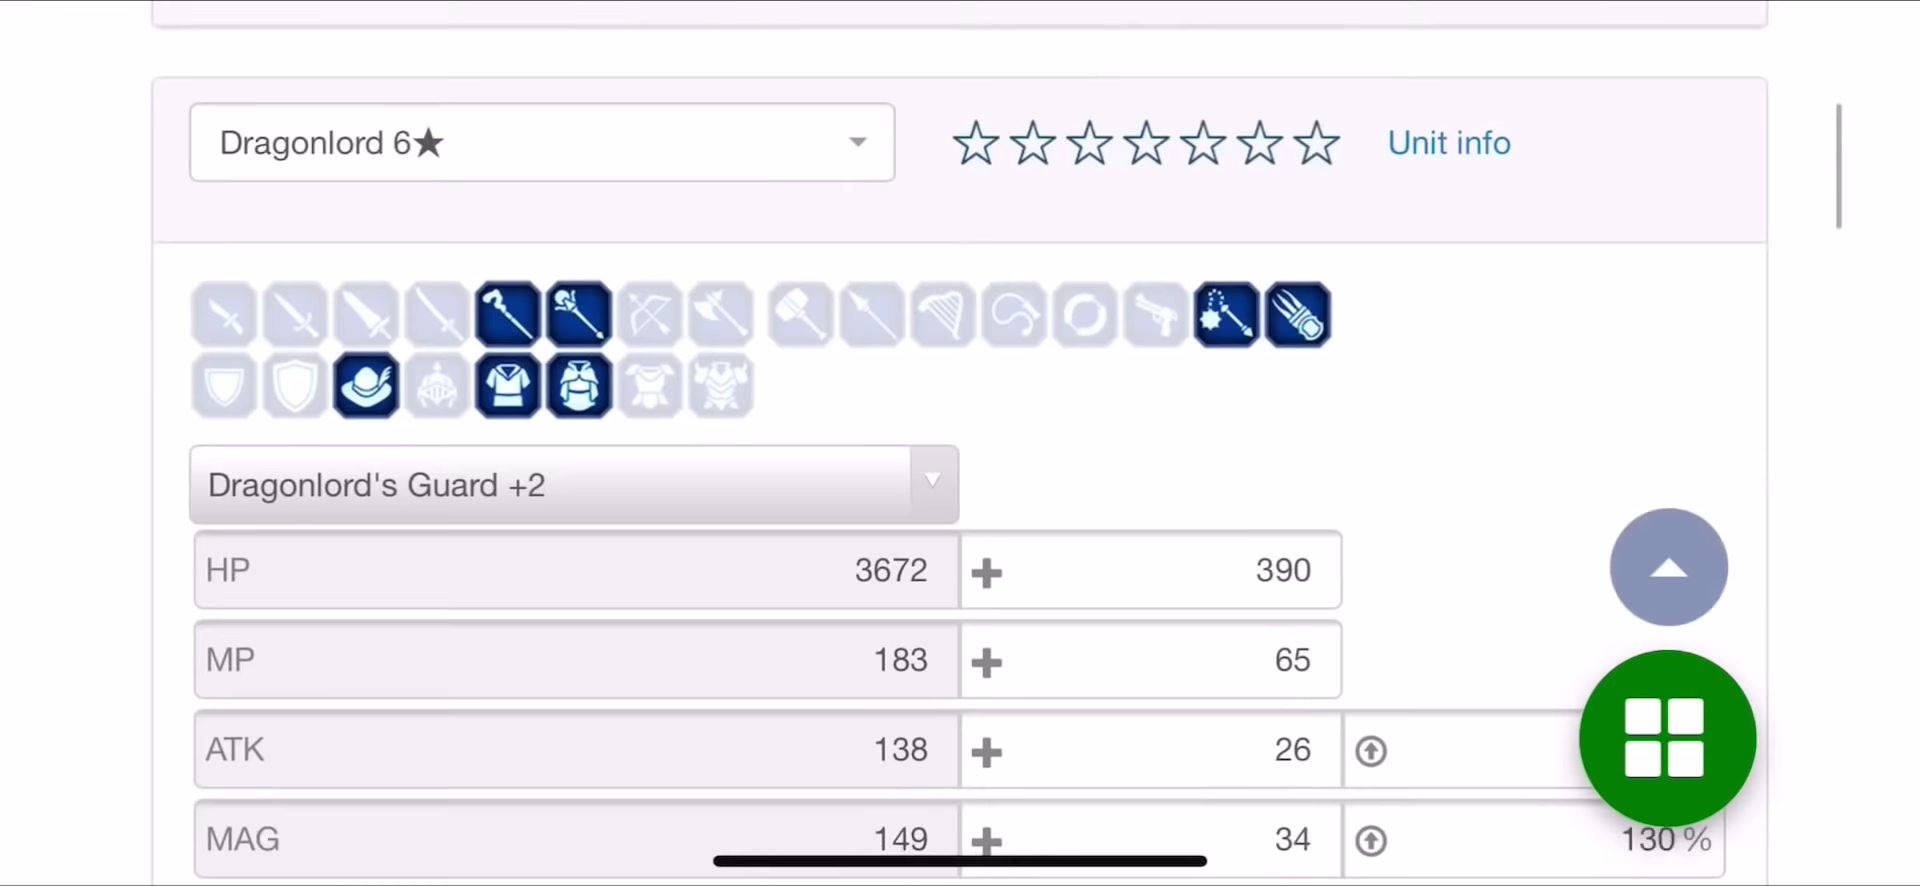 Dragonlord 6★ Unit info
Dragonlord's Guard +2
HP 3672 + 390
MP 183 + 65
ATK 138 + 26
MAG 149 + 34 130 %